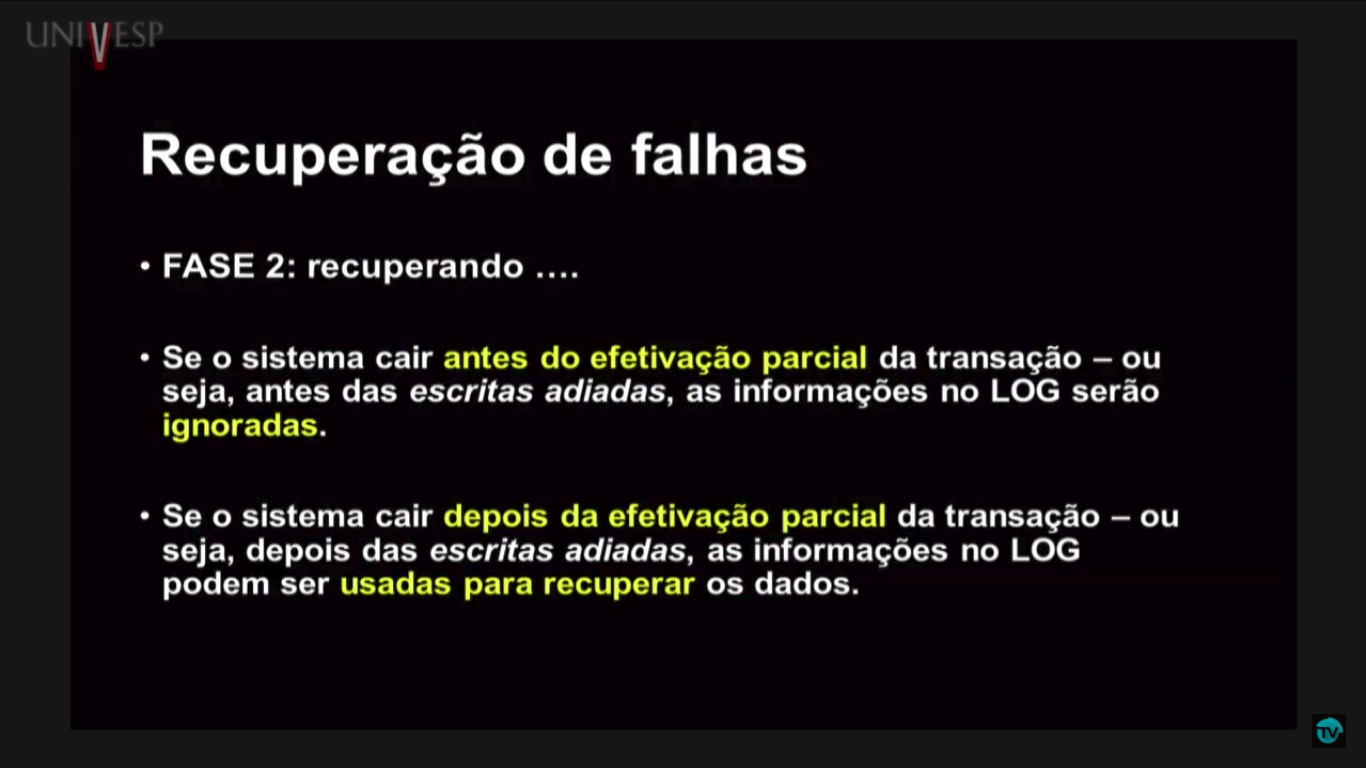 UNIVESP
Recuperação de falhas
• FASE 2: recuperando ....
• Se o sistema cair antes do efetivação parcial da transação – ou
seja, antes das escritas adiadas, as informações no LOG serão
ignoradas.
• Se o sistema cair depois da efetivação parcial da transação – ou
seja, depois das escritas adiadas, as informações no LOG
podem ser usadas para recuperar os dados.
TV